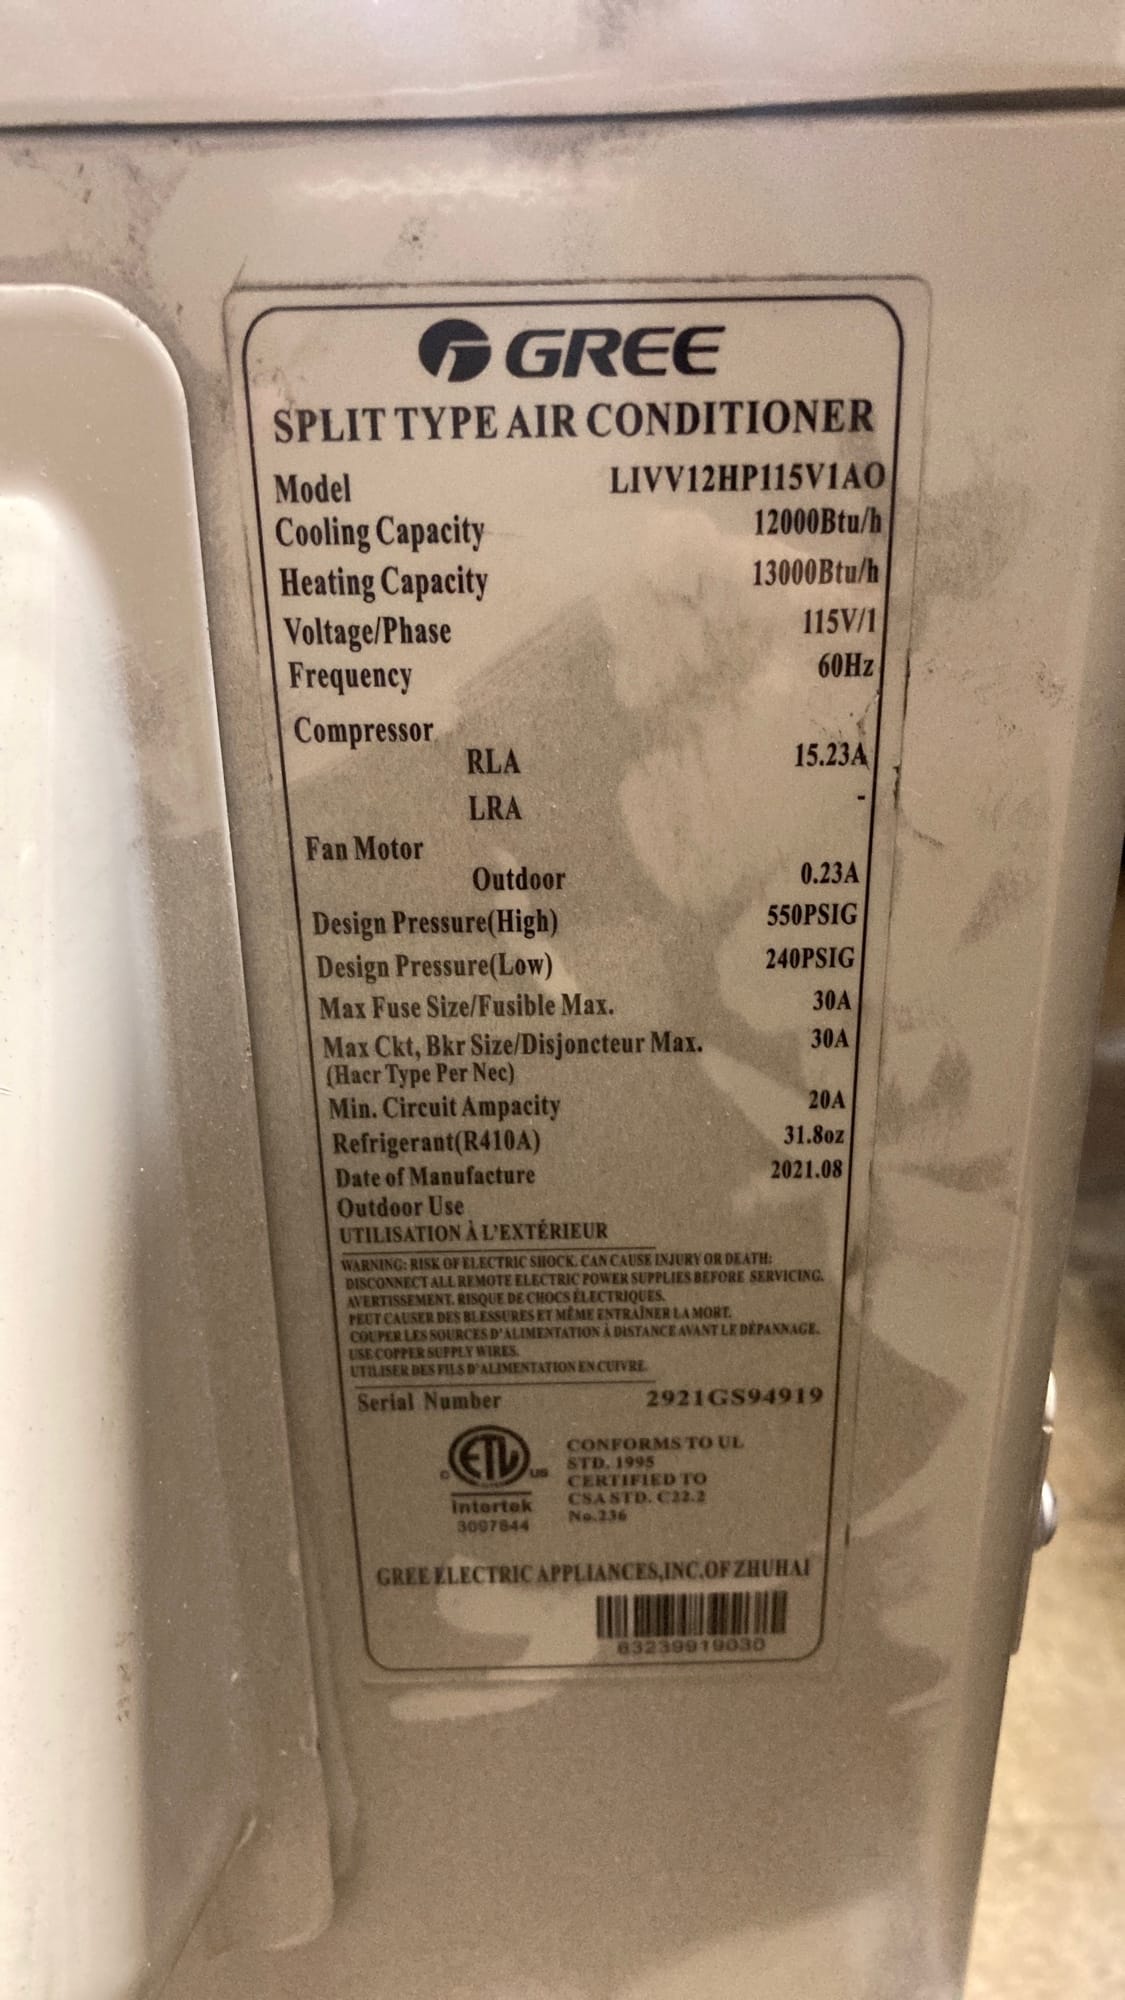 GREE
SPLIT TYPE AIR CONDITIONER
Model LIVV12HP115V1AO
Cooling Capacity 12000Btu/h
Heating Capacity 13000Btu/h
Voltage/Phase 115V/1
Frequency 60Hz
Compressor
RLA 15.23A
LRA -
Fan Motor
Outdoor 0.23A
Design Pressure(High) 550PSIG
Design Pressure(Low) 240PSIG
Max Fuse Size/Fusible Max. 30A
Max Ckt, Bkr Size/Disjoncteur Max. 30A
(Hacr Type Per Nec)
Min. Circuit Ampacity 20A
Refrigerant(R410A) 31.8oz
Date of Manufacture 2021.08
Outdoor Use
UTILISATION À L'EXTÉRIEUR
WARNING: RISK OF ELECTRIC SHOCK. CAN CAUSE INJURY OR DEATH:
DISCONNECT ALL REMOTE ELECTRIC POWER SUPPLIES BEFORE SERVICING.
AVERTISSEMENT. RISQUE DE CHOCS ÉLECTRIQUES.
PEUT CAUSER DES BLESSURES ET MÊME ENTRAÎNER LA MORT.
COUPER LES SOURCES D'ALIMENTATION À DISTANCE AVANT LE DÉPANNAGE.
USE COPPER SUPPLY WIRES.
UTILISER DES FILS D'ALIMENTATION EN CUIVRE.
Serial Number 2921GS94919
ETL
C US
Intertek
3097844
CONFORMS TO UL
STD. 1995
CERTIFIED TO
CSA STD. C22.2
No.236
GREE ELECTRIC APPLIANCES,INC.OF ZHUHAI
63239919030